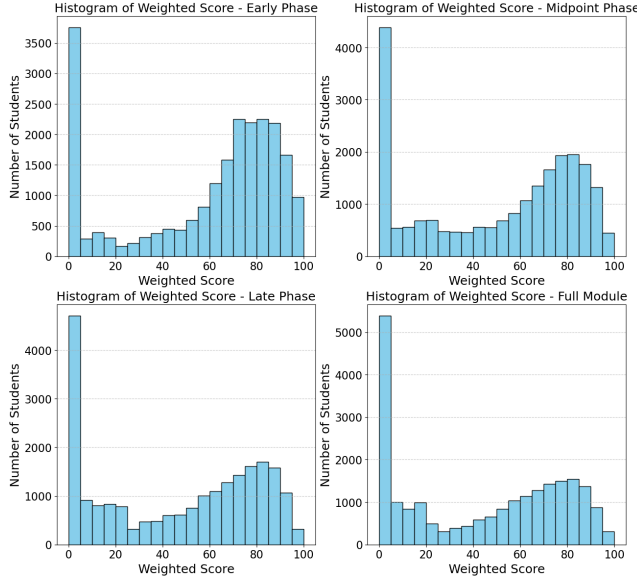 Histogram of Weighted Score - Early Phase
Number of Students
3500
3000
2500
2000
1500
1000
500
0
0 20 40 60 80 100
Weighted Score
Histogram of Weighted Score - Midpoint Phase
Number of Students
4000
3000
2000
1000
0
0 20 40 60 80 100
Weighted Score
Histogram of Weighted Score - Late Phase
Number of Students
4000
3000
2000
1000
0
0 20 40 60 80 100
Weighted Score
Histogram of Weighted Score - Full Module
Number of Students
5000
4000
3000
2000
1000
0
0 20 40 60 80 100
Weighted Score